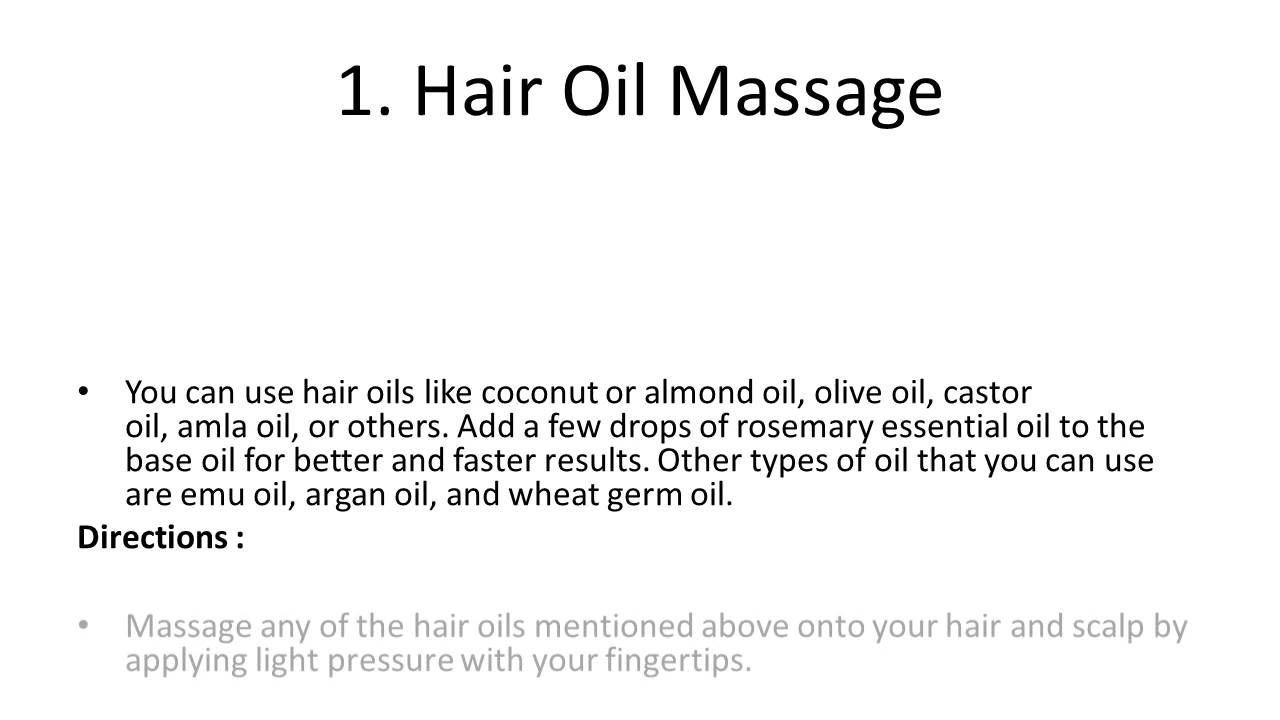 1. Hair Oil Massage
• You can use hair oils like coconut or almond oil, olive oil, castor
oil, amla oil, or others. Add a few drops of rosemary essential oil to the
base oil for better and faster results. Other types of oil that you can use
are emu oil, argan oil, and wheat germ oil.
Directions :
• Massage any of the hair oils mentioned above onto your hair and scalp by
applying light pressure with your fingertips.